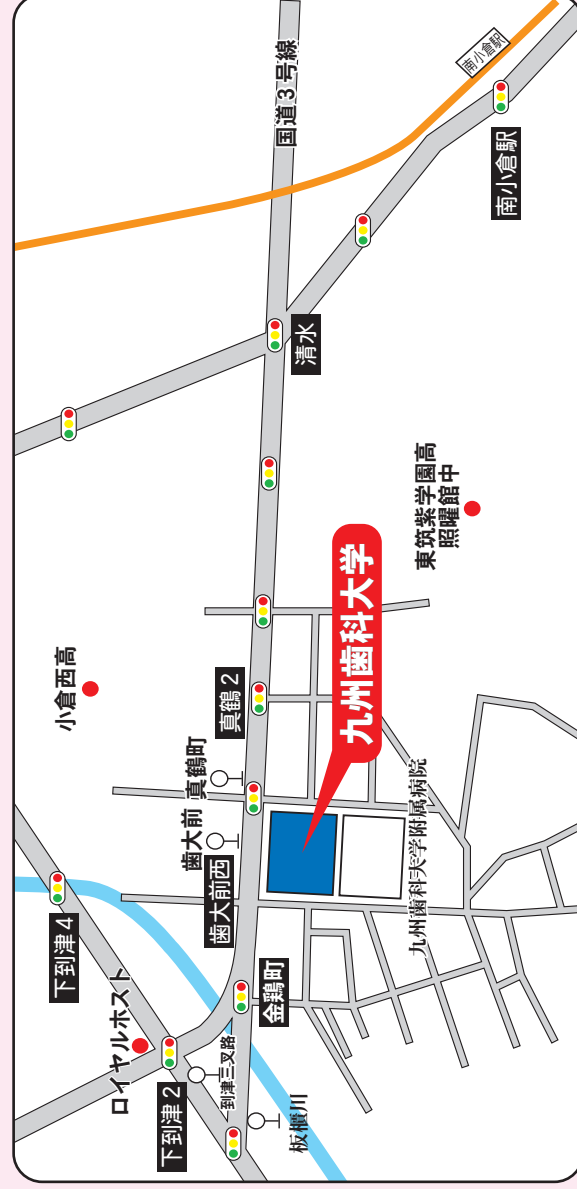 国道3号線
南小倉駅
南小倉駅
清水
小倉西高
東筑紫学園高
照曜館中
真鶴2
九州歯科大学
真鶴町
歯大前
歯大前西
九州歯科大学附属病院
下到津4
金鶏町
ロイヤルホスト
到津三叉路
下到津2
板櫃川